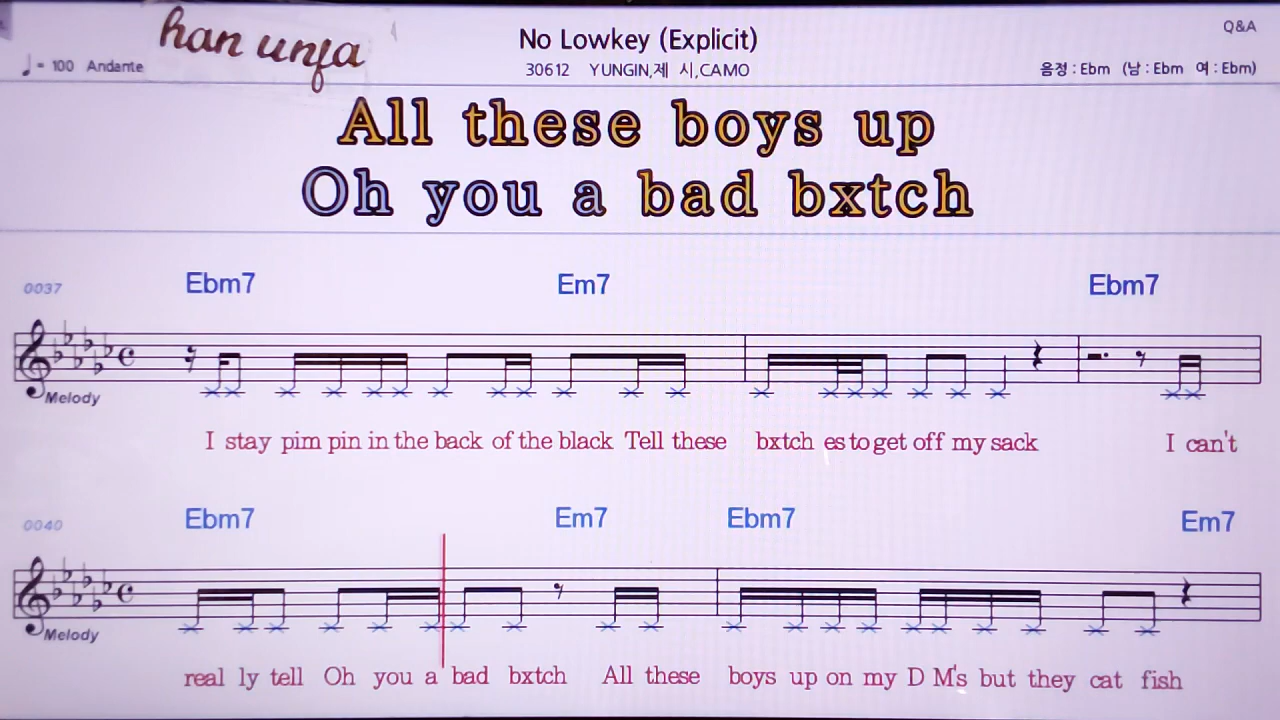 han unfa
No Lowkey (Explicit)
Q&A
♩= 100 Andante
30612 YUNGIN,제 시,CAMO
음정 : Ebm (남 : Ebm 여 : Ebm)
All these boys up
Oh you a bad bxtch
0037 Ebm7 Em7 Ebm7
Melody
I stay pim pin in the back of the black Tell these bxtch es to get off my sack I can't
0040 Ebm7 Em7 Ebm7 Em7
Melody
real ly tell Oh you a bad bxtch All these boys up on my D M's but they cat fish